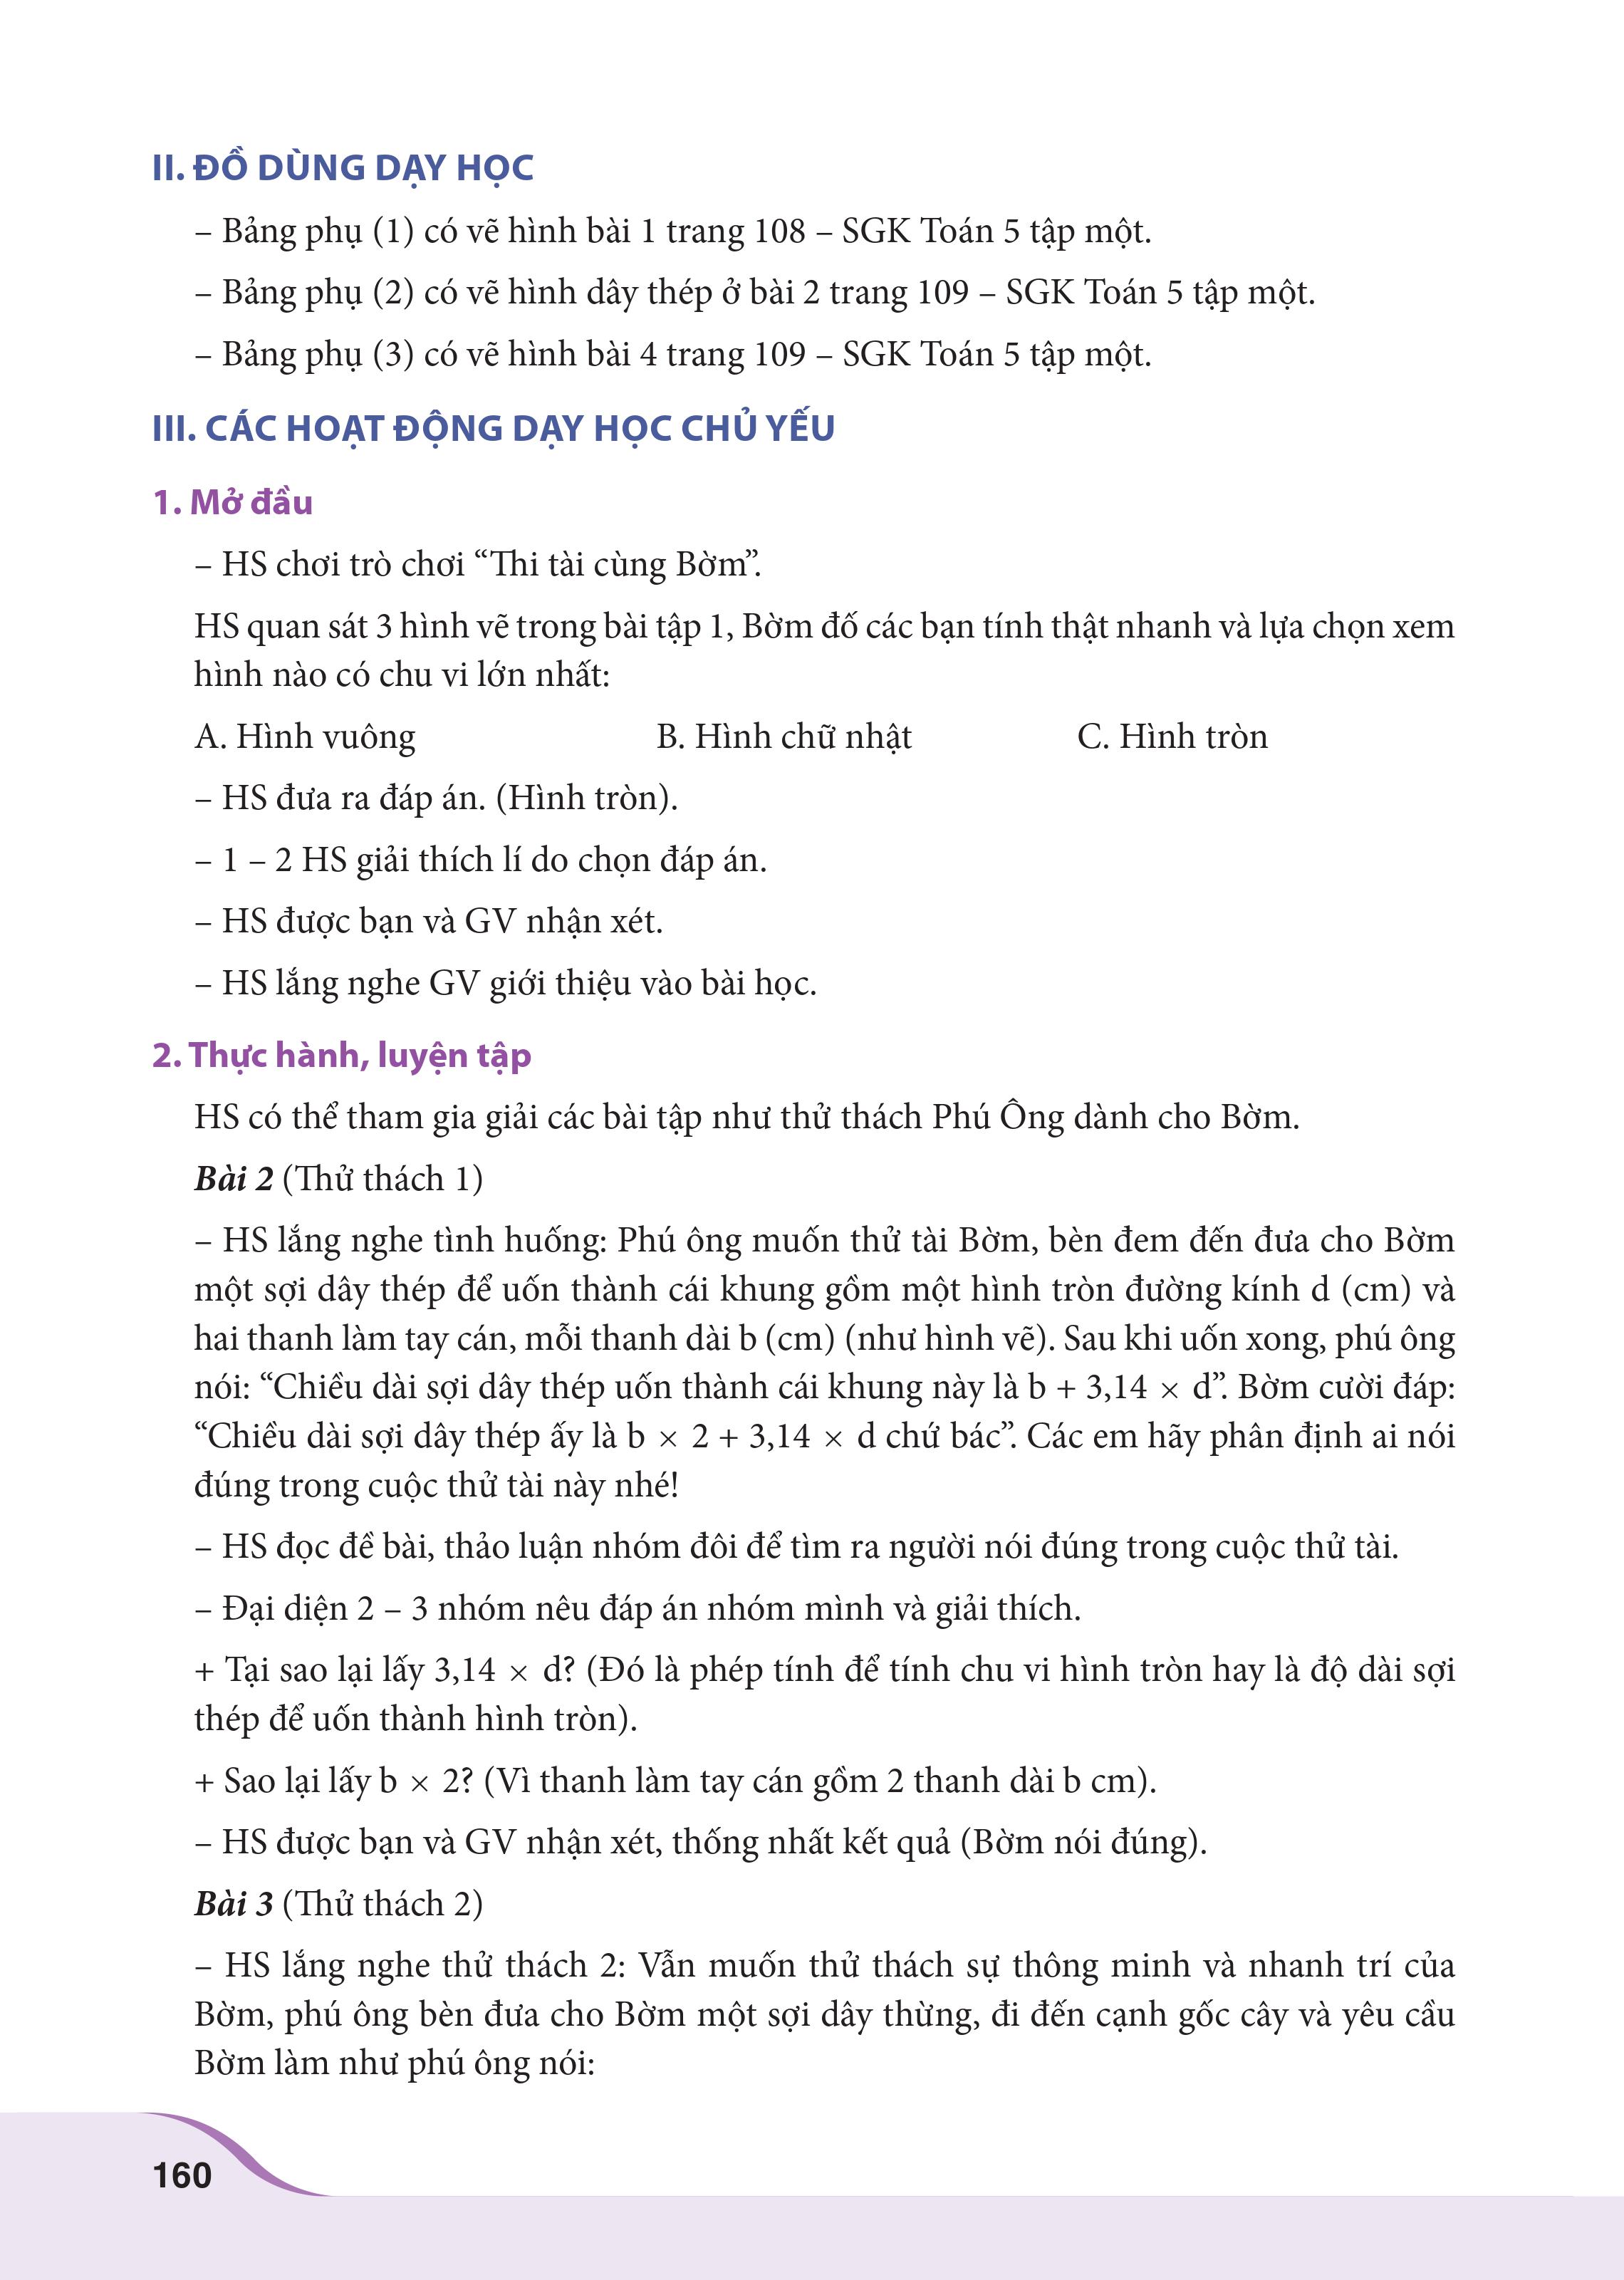 II. ĐỒ DÙNG DẠY HỌC
– Bảng phụ (1) có vẽ hình bài 1 trang 108 – SGK Toán 5 tập một.
– Bảng phụ (2) có vẽ hình dây thép ở bài 2 trang 109 – SGK Toán 5 tập một.
– Bảng phụ (3) có vẽ hình bài 4 trang 109 – SGK Toán 5 tập một.
III. CÁC HOẠT ĐỘNG DẠY HỌC CHỦ YẾU
1. Mở đầu
– HS chơi trò chơi “Thi tài cùng Bờm”.
HS quan sát 3 hình vẽ trong bài tập 1, Bờm đố các bạn tính thật nhanh và lựa chọn xem
hình nào có chu vi lớn nhất:
A. Hình vuông B. Hình chữ nhật C. Hình tròn
– HS đưa ra đáp án. (Hình tròn).
– 1 – 2 HS giải thích lí do chọn đáp án.
– HS được bạn và GV nhận xét.
– HS lắng nghe GV giới thiệu vào bài học.
2. Thực hành, luyện tập
HS có thể tham gia giải các bài tập như thử thách Phú Ông dành cho Bờm.
Bài 2 (Thử thách 1)
– HS lắng nghe tình huống: Phú ông muốn thử tài Bờm, bèn đem đến đưa cho Bờm
một sợi dây thép để uốn thành cái khung gồm một hình tròn đường kính d (cm) và
hai thanh làm tay cán, mỗi thanh dài b (cm) (như hình vẽ). Sau khi uốn xong, phú ông
nói: “Chiều dài sợi dây thép uốn thành cái khung này là b + 3,14 × d”. Bờm cười đáp:
“Chiều dài sợi dây thép ấy là b × 2 + 3,14 × d chứ bác”. Các em hãy phân định ai nói
đúng trong cuộc thử tài này nhé!
– HS đọc đề bài, thảo luận nhóm đôi để tìm ra người nói đúng trong cuộc thử tài.
– Đại diện 2 – 3 nhóm nêu đáp án nhóm mình và giải thích.
+ Tại sao lại lấy 3,14 × d? (Đó là phép tính để tính chu vi hình tròn hay là độ dài sợi
thép để uốn thành hình tròn).
+ Sao lại lấy b × 2? (Vì thanh làm tay cán gồm 2 thanh dài b cm).
– HS được bạn và GV nhận xét, thống nhất kết quả (Bờm nói đúng).
Bài 3 (Thử thách 2)
– HS lắng nghe thử thách 2: Vẫn muốn thử thách sự thông minh và nhanh trí của
Bờm, phú ông bèn đưa cho Bờm một sợi dây thừng, đi đến cạnh gốc cây và yêu cầu
Bờm làm như phú ông nói:
160